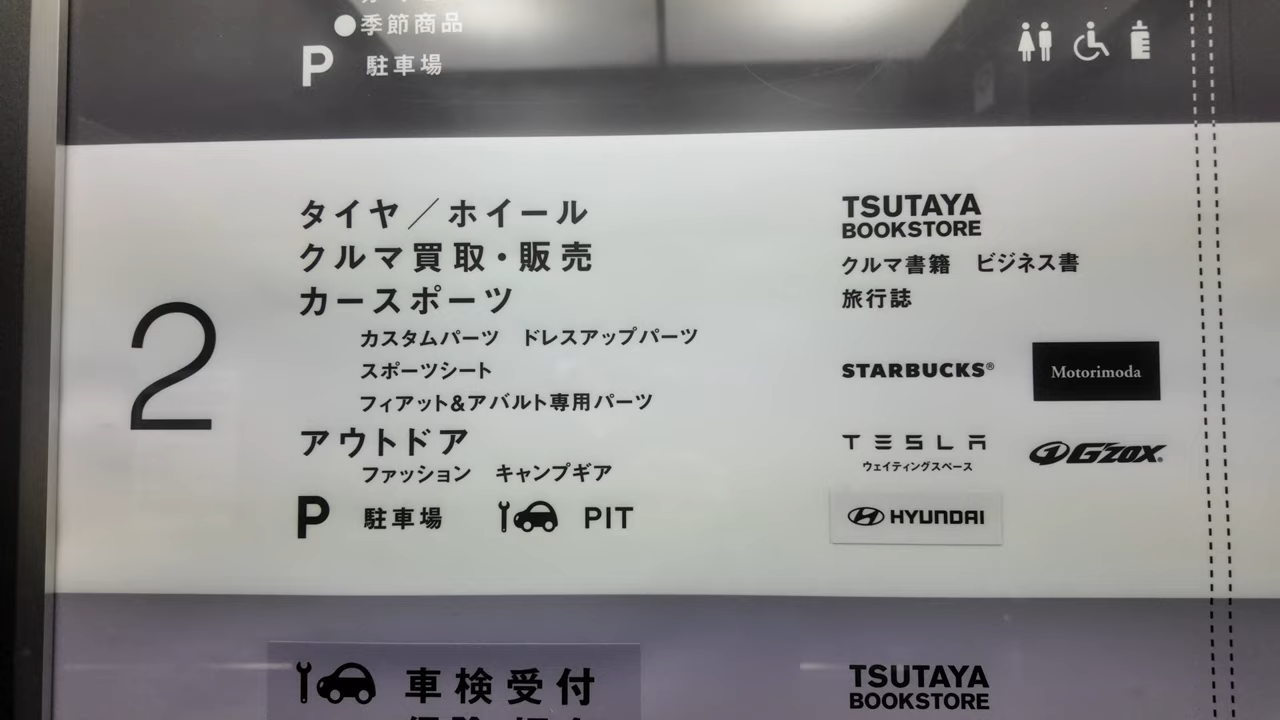 ●季節商品
P 駐車場
2
タイヤ／ホイール
クルマ買取・販売
カースポーツ
カスタムパーツ ドレスアップパーツ
スポーツシート
フィアット&アバルト専用パーツ
アウトドア
ファッション キャンプギア
P 駐車場 PIT
TSUTAYA
BOOKSTORE
クルマ書籍 ビジネス書
旅行誌
STARBUCKS® Motorimoda
TESLA G'ZOX®
ウェイティングスペース
HYUNDAI
車検受付
TSUTAYA
BOOKSTORE